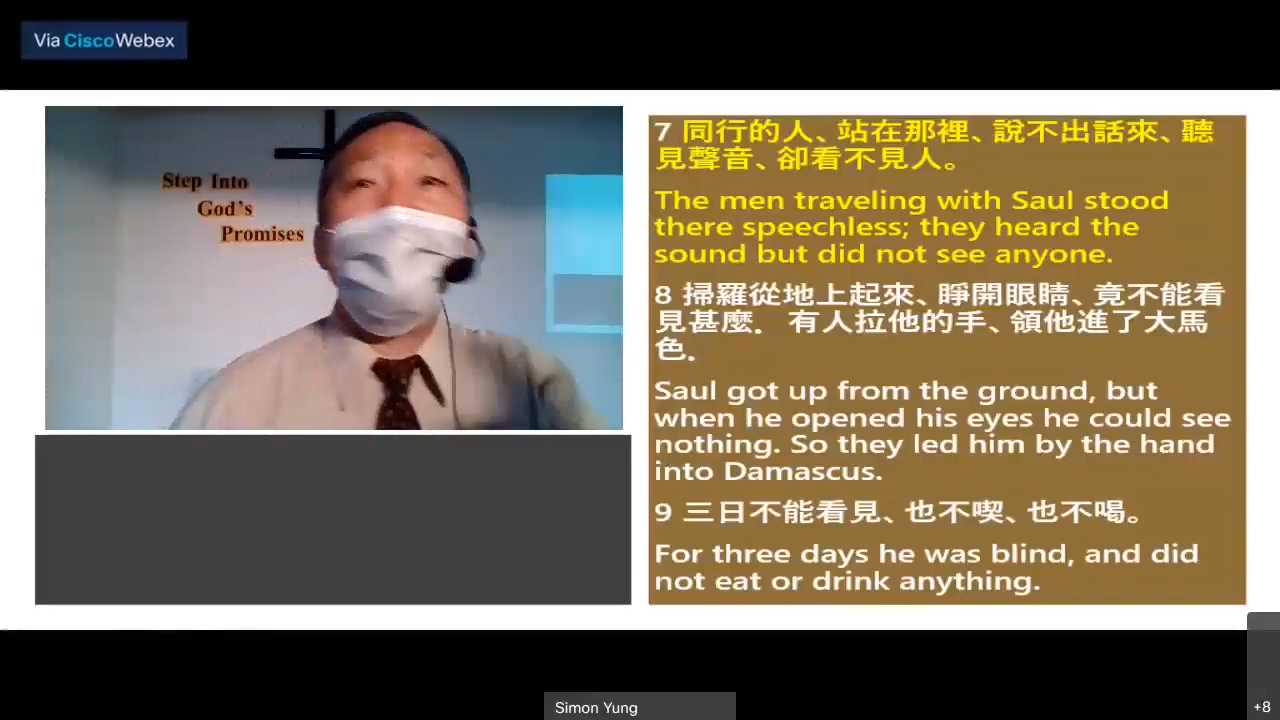 Via CiscoWebex
Step Into
God's
Promises
7 同行的人、站在那裡、說不出話來、聽
見聲音、卻看不見人。
The men traveling with Saul stood
there speechless; they heard the
sound but did not see anyone.
8 掃羅從地上起來、睜開眼睛、竟不能看
見甚麼． 有人拉他的手、領他進了大馬
色．
Saul got up from the ground, but
when he opened his eyes he could see
nothing. So they led him by the hand
into Damascus.
9 三日不能看見、也不喫、也不喝。
For three days he was blind, and did
not eat or drink anything.
Simon Yung
+8